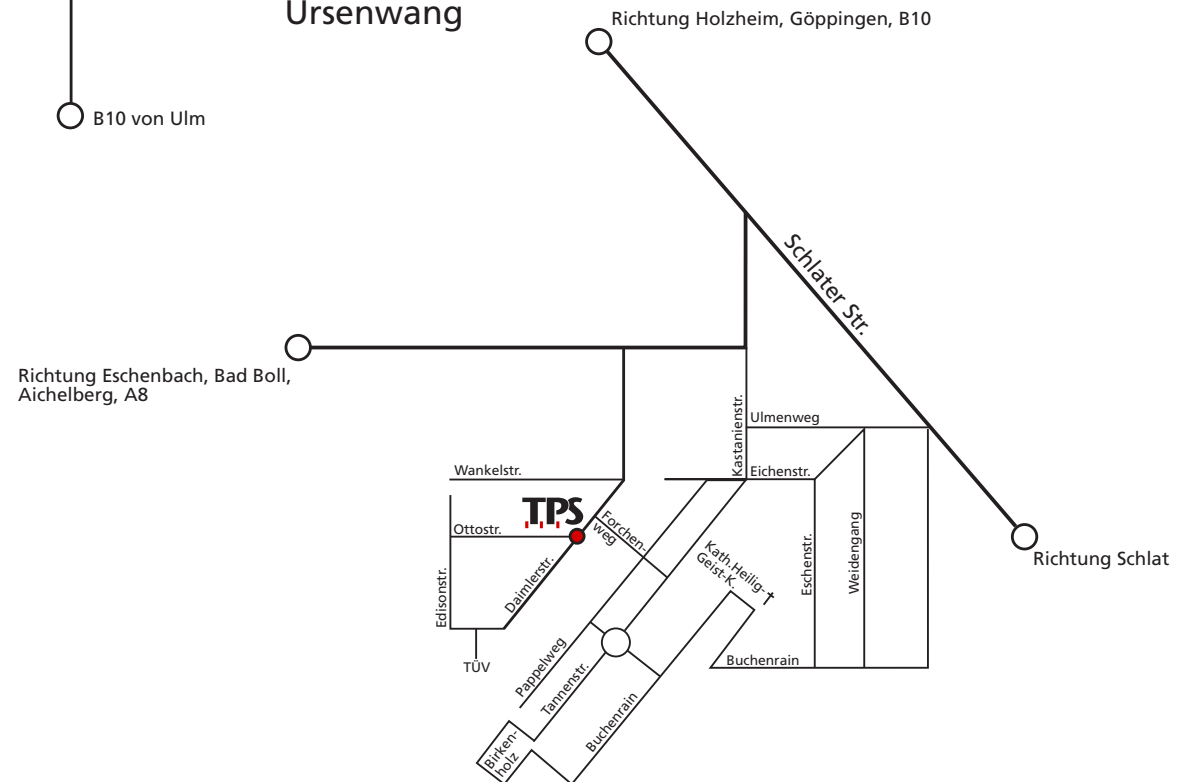 Ursenwang
Richtung Holzheim, Göppingen, B10
B10 von Ulm
Schlater Str.
Richtung Eschenbach, Bad Boll,
Aichelberg, A8
Kastanienstr.
Ulmenweg
Wankelstr.
Eichenstr.
TPS
Ottostr.
Forchen-
weg
Kath.Heilig-
Geist-K.
Edisonstr.
Daimlerstr.
Eschenstr.
Weidengang
Richtung Schlat
TÜV
Pappelweg
Tannenstr.
Buchenrain
Buchenrain
Birken-
holz